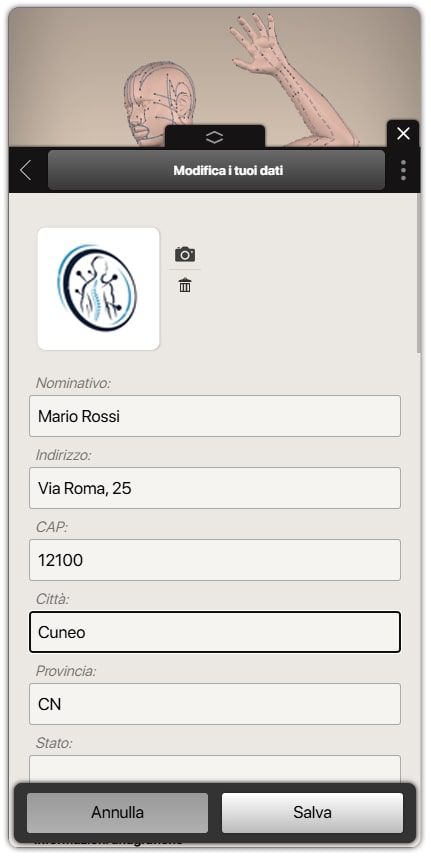 Modifica i tuoi dati
Nominativo:
Mario Rossi
Indirizzo:
Via Roma, 25
CAP:
12100
Città:
Cuneo
Provincia:
CN
Stato:
Annulla
Salva